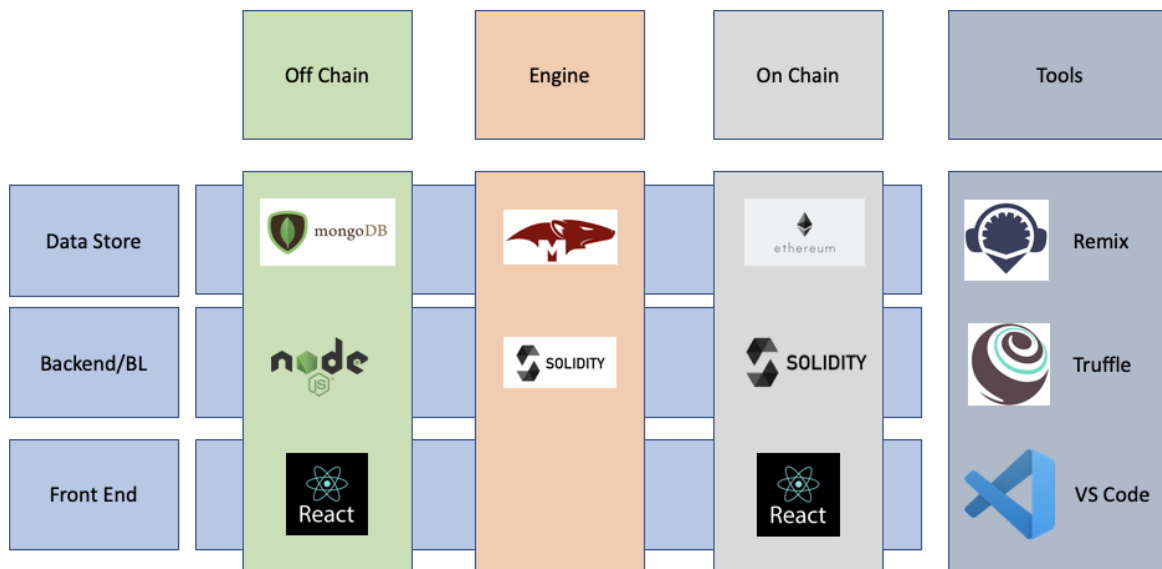 Off Chain
Engine
On Chain
Tools
Data Store
mongoDB
M
ethereum
Remix
Backend/BL
node
JS
SOLIDITY
SOLIDITY
Truffle
Front End
React
React
VS Code